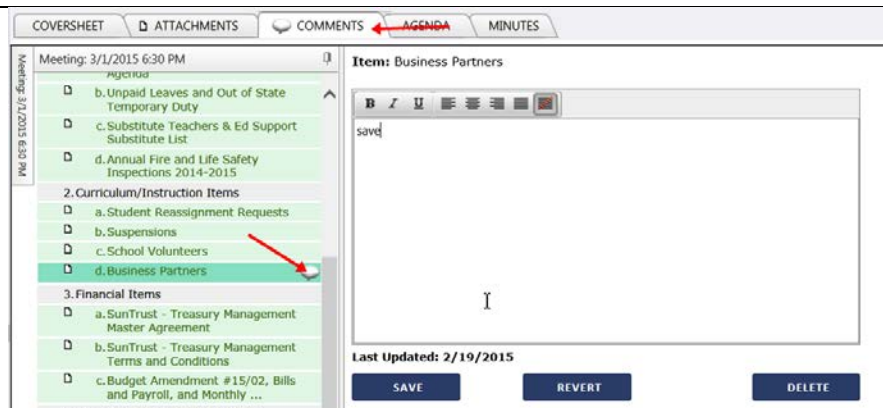 COVERSHEET ATTACHMENTS COMMENTS AGENDA MINUTES
Meeting: 3/1/2015 6:30 PM
Meeting: 3/1/2015 6:30 PM
Agenda
b. Unpaid Leaves and Out of State
Temporary Duty
c. Substitute Teachers & Ed Support
Substitute List
d. Annual Fire and Life Safety
Inspections 2014-2015
2. Curriculum/Instruction Items
a. Student Reassignment Requests
b. Suspensions
c. School Volunteers
d. Business Partners
3. Financial Items
a. SunTrust - Treasury Management
Master Agreement
b. SunTrust - Treasury Management
Terms and Conditions
c. Budget Amendment #15/02, Bills
and Payroll, and Monthly ...
Item: Business Partners
B I U
save
Last Updated: 2/19/2015
SAVE REVERT DELETE